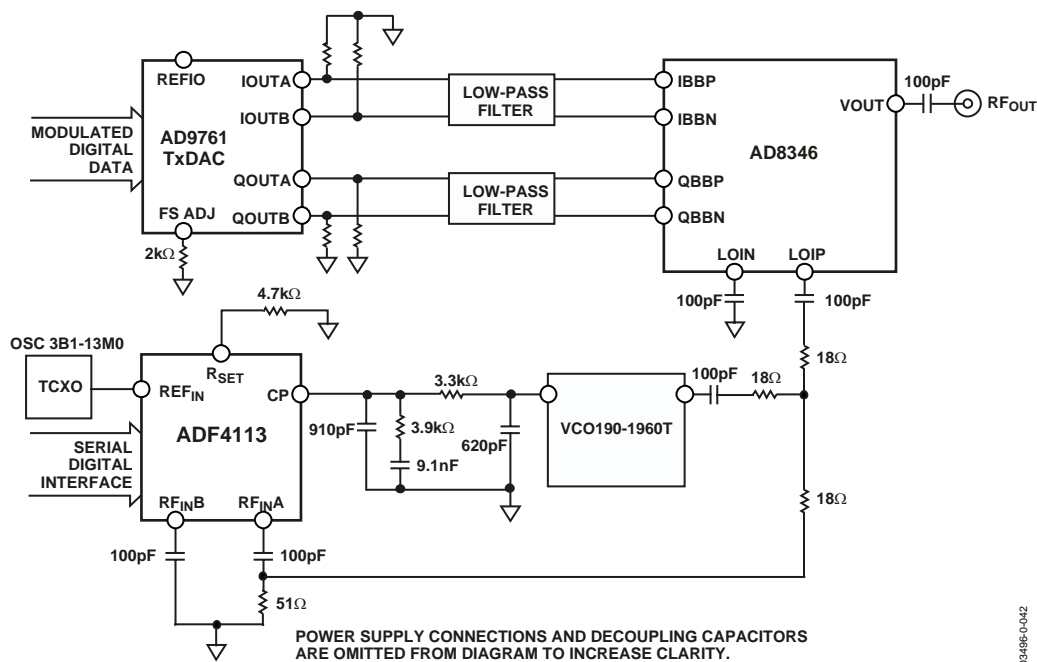 REFIO
IOUTA
IOUTB
QOUTA
QOUTB
AD9761
TxDAC
FS ADJ
MODULATED
DIGITAL
DATA
2kΩ
LOW-PASS
FILTER
LOW-PASS
FILTER
IBBP
IBBN
QBBP
QBBN
AD8346
VOUT
LOIN
LOIP
100pF
RFOUT
100pF
100pF
18Ω
4.7kΩ
OSC 3B1-13M0
TCXO
REFIN
RSET
CP
ADF4113
SERIAL
DIGITAL
INTERFACE
RFINB
RFINA
3.3kΩ
910pF
3.9kΩ
9.1nF
620pF
VCO190-1960T
100pF
18Ω
18Ω
100pF
100pF
51Ω
POWER SUPPLY CONNECTIONS AND DECOUPLING CAPACITORS
ARE OMITTED FROM DIAGRAM TO INCREASE CLARITY.
03496-0-042